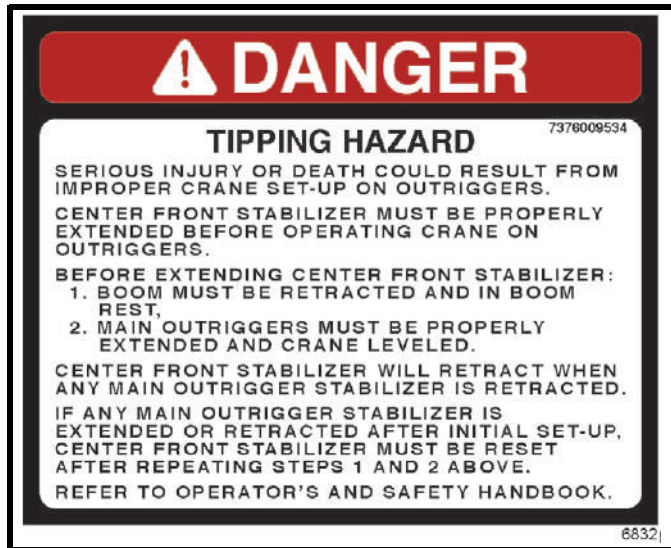 DANGER
7376009534
TIPPING HAZARD
SERIOUS INJURY OR DEATH COULD RESULT FROM
IMPROPER CRANE SET-UP ON OUTRIGGERS.
CENTER FRONT STABILIZER MUST BE PROPERLY
EXTENDED BEFORE OPERATING CRANE ON
OUTRIGGERS.
BEFORE EXTENDING CENTER FRONT STABILIZER:
1. BOOM MUST BE RETRACTED AND IN BOOM
REST,
2. MAIN OUTRIGGERS MUST BE PROPERLY
EXTENDED AND CRANE LEVELED.
CENTER FRONT STABILIZER WILL RETRACT WHEN
ANY MAIN OUTRIGGER STABILIZER IS RETRACTED.
IF ANY MAIN OUTRIGGER STABILIZER IS
EXTENDED OR RETRACTED AFTER INITIAL SET-UP,
CENTER FRONT STABILIZER MUST BE RESET
AFTER REPEATING STEPS 1 AND 2 ABOVE.
REFER TO OPERATOR'S AND SAFETY HANDBOOK.
6832